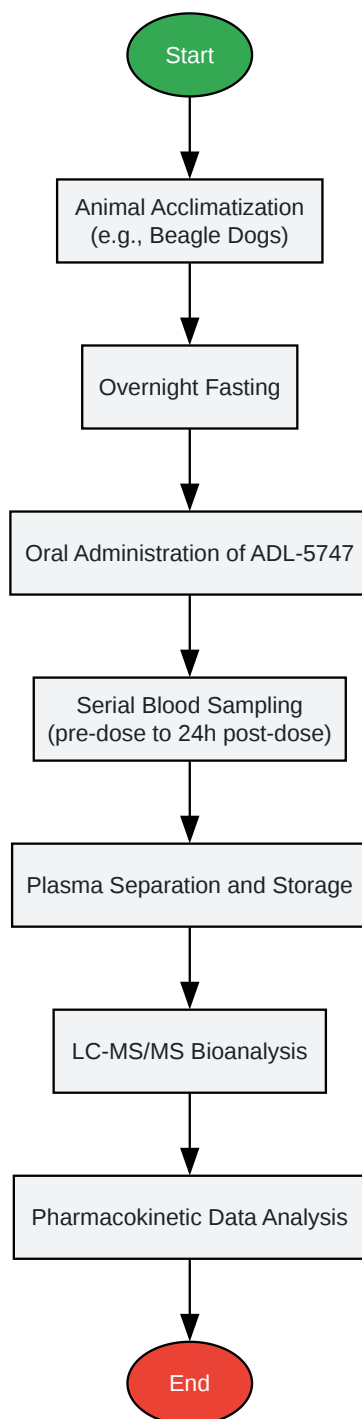 Start
Animal Acclimatization
(e.g., Beagle Dogs)
Overnight Fasting
Oral Administration of ADL-5747
Serial Blood Sampling
(pre-dose to 24h post-dose)
Plasma Separation and Storage
LC-MS/MS Bioanalysis
Pharmacokinetic Data Analysis
End